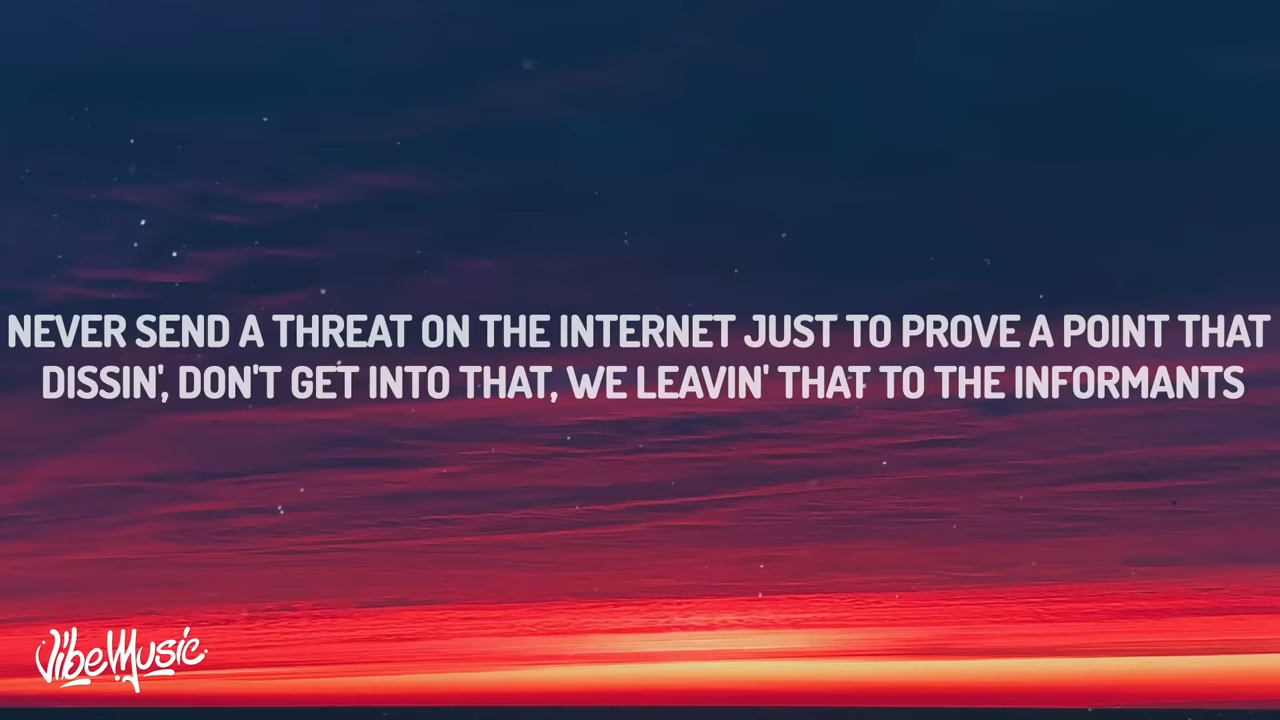 NEVER SEND A THREAT ON THE INTERNET JUST TO PROVE A POINT THAT
DISSIN', DON'T GET INTO THAT, WE LEAVIN' THAT TO THE INFORMANTS
VibeMusic